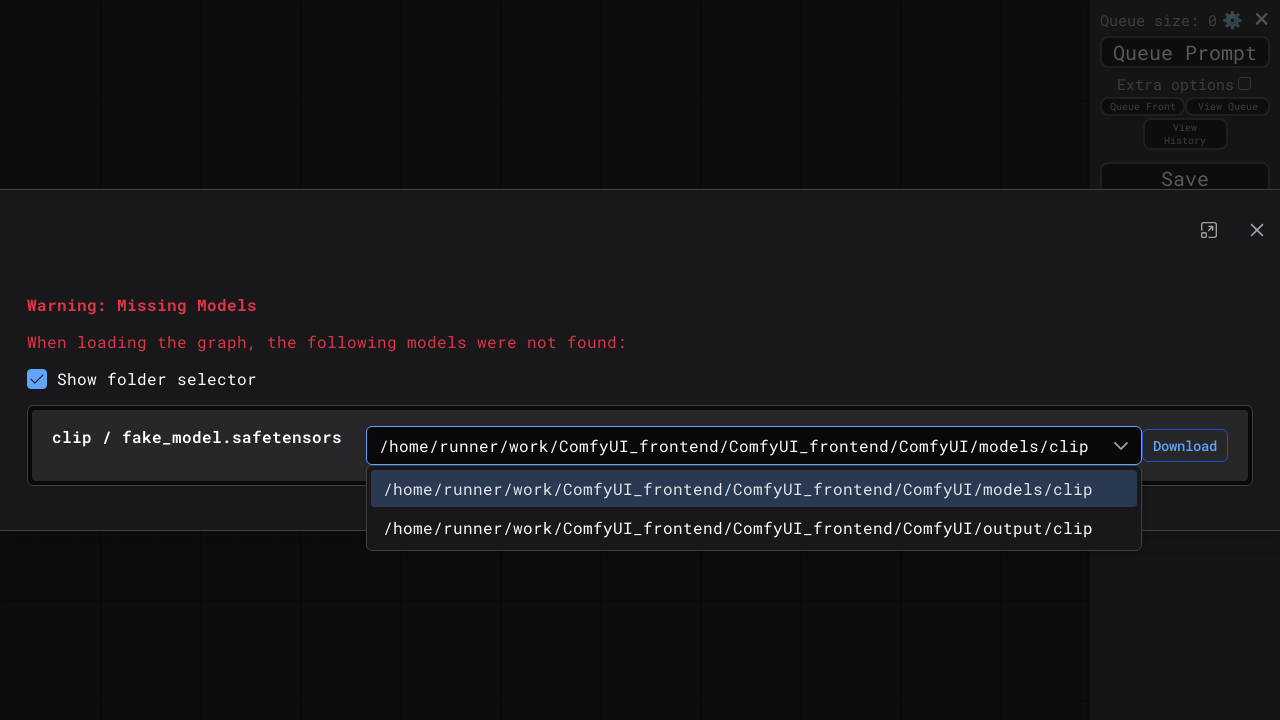 Queue size: 0
Queue Prompt
Extra options
Queue Front
View Queue
View
History
Save
Warning: Missing Models
When loading the graph, the following models were not found:
Show folder selector
clip / fake_model.safetensors
/home/runner/work/ComfyUI_frontend/ComfyUI_frontend/ComfyUI/models/clip
Download
/home/runner/work/ComfyUI_frontend/ComfyUI_frontend/ComfyUI/models/clip
/home/runner/work/ComfyUI_frontend/ComfyUI_frontend/ComfyUI/output/clip